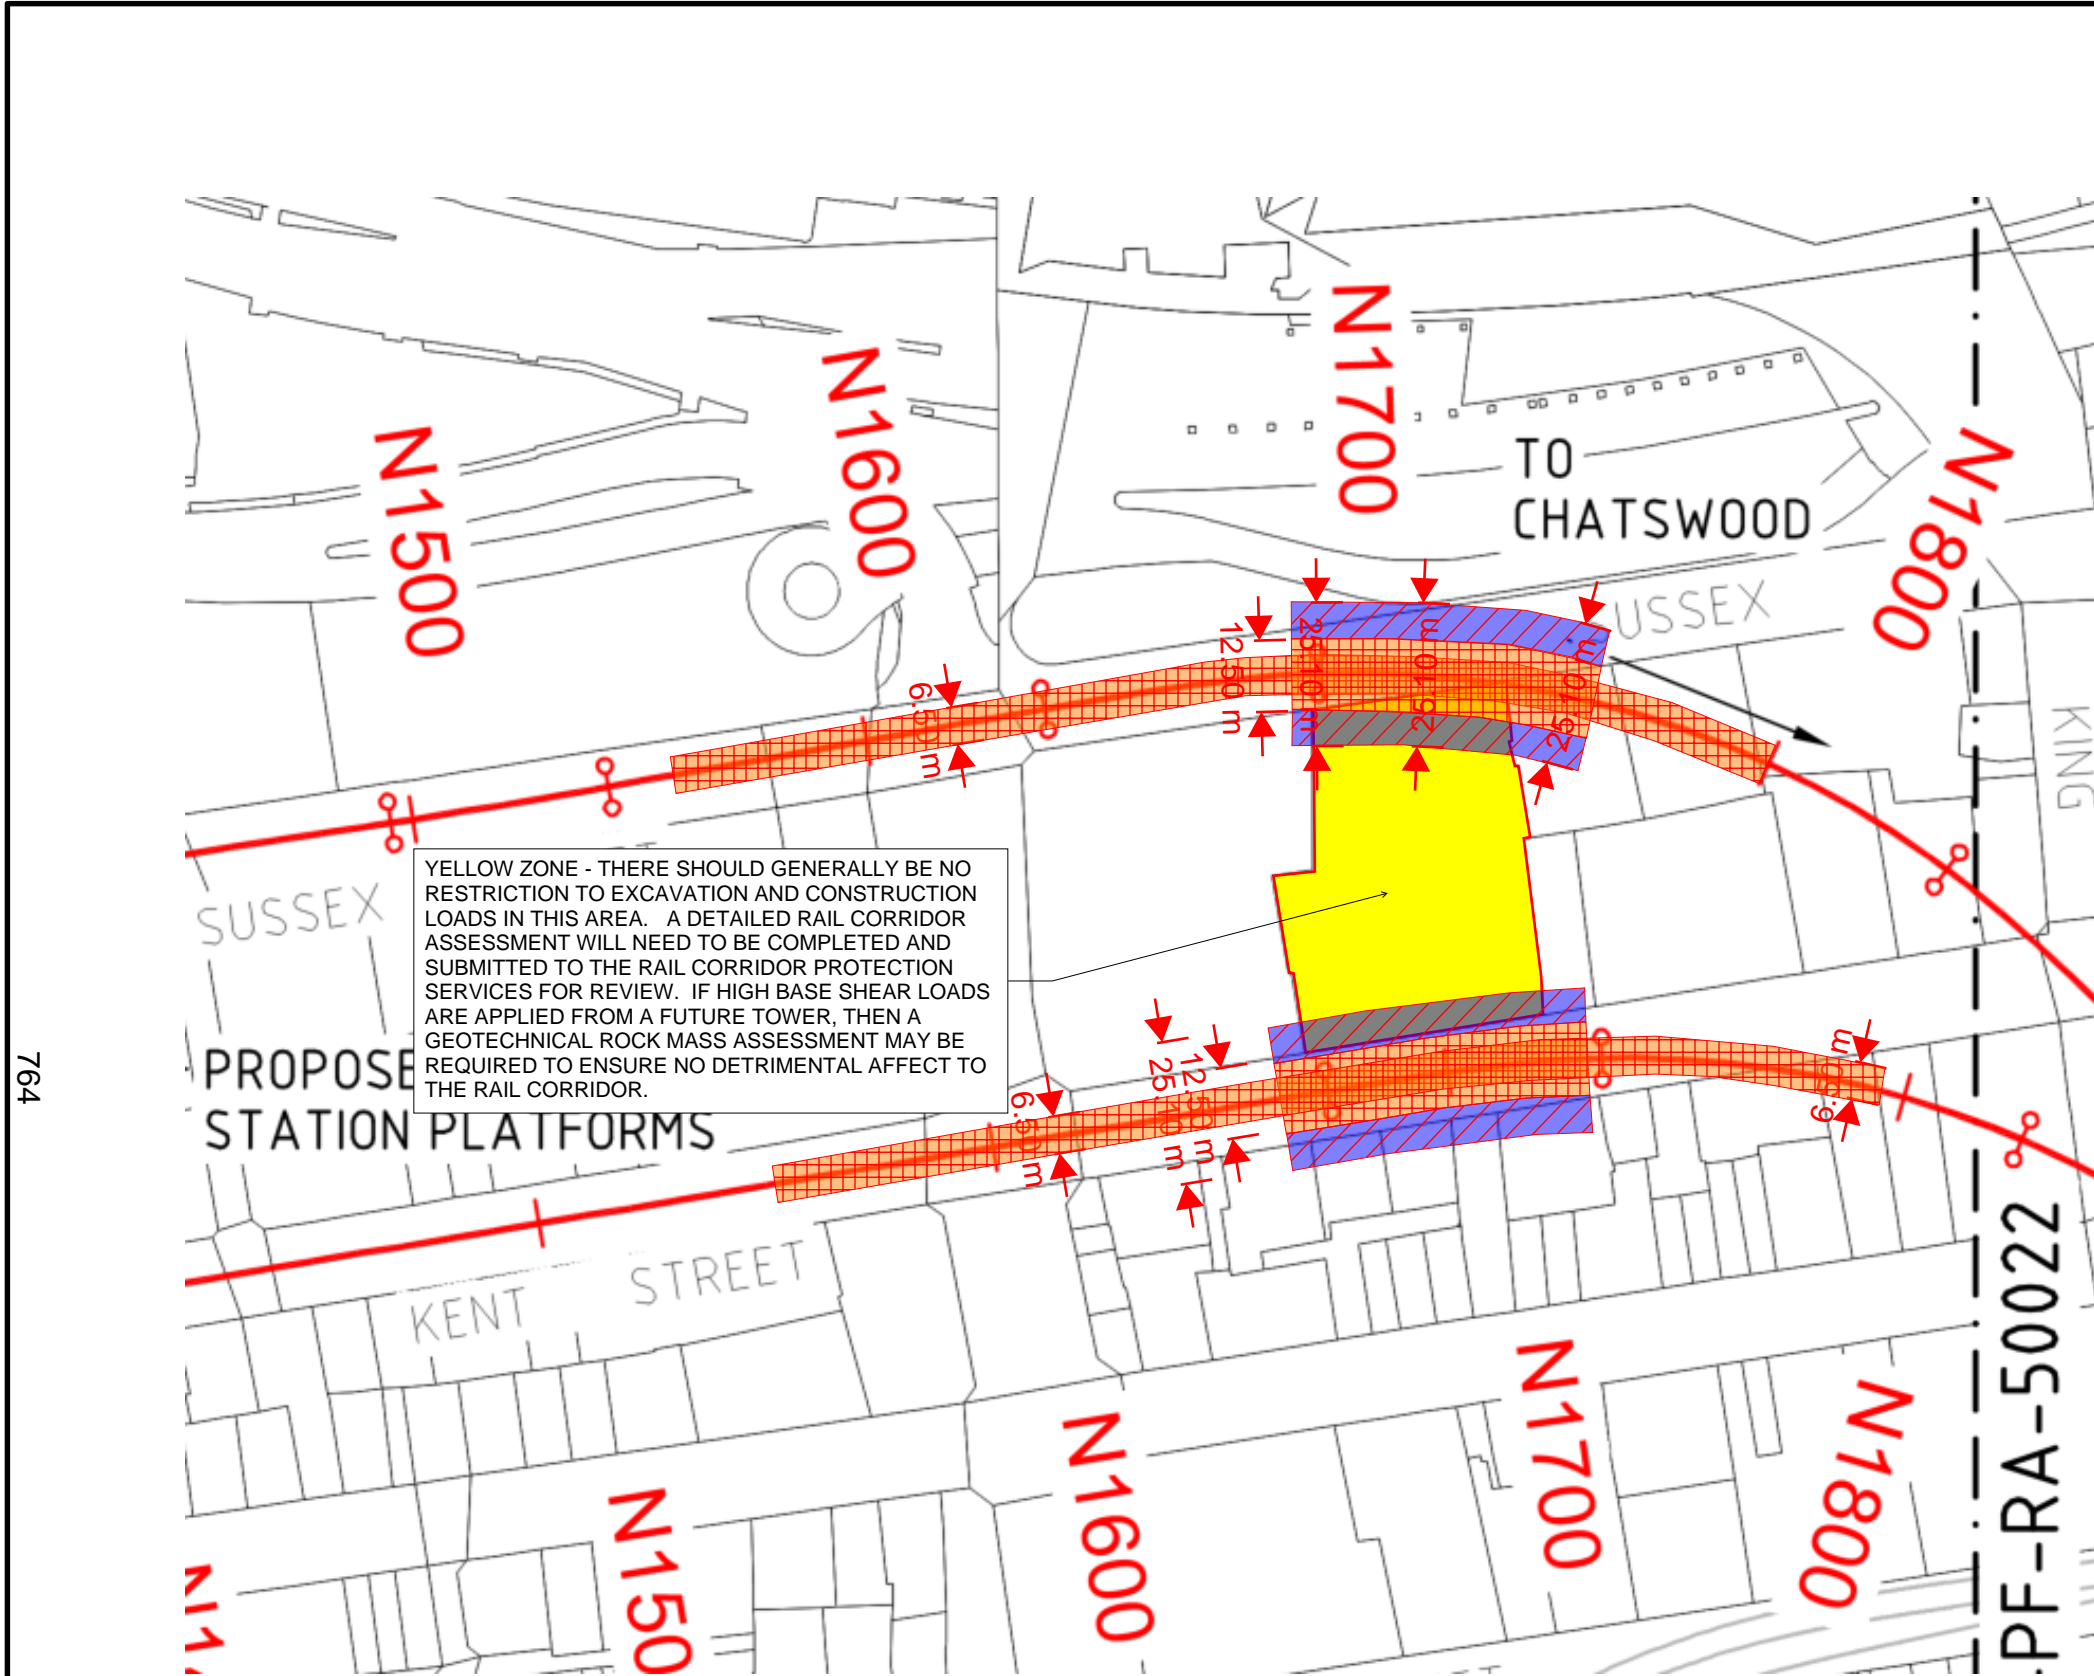 N1700
N1600
N1500
TO
CHATSWOOD
N1800
USSEX
KING
25.10 m
25.10 m
25.10 m
12.50 m
6.50 m
SUSSEX
YELLOW ZONE - THERE SHOULD GENERALLY BE NO
RESTRICTION TO EXCAVATION AND CONSTRUCTION
LOADS IN THIS AREA.   A DETAILED RAIL CORRIDOR
ASSESSMENT WILL NEED TO BE COMPLETED AND
SUBMITTED TO THE RAIL CORRIDOR PROTECTION
SERVICES FOR REVIEW.  IF HIGH BASE SHEAR LOADS
ARE APPLIED FROM A FUTURE TOWER, THEN A
GEOTECHNICAL ROCK MASS ASSESSMENT MAY BE
REQUIRED TO ENSURE NO DETRIMENTAL AFFECT TO
THE RAIL CORRIDOR.
764
PROPOSE
STATION PLATFORMS
6.50 m
25.10 m
12.50 m
6.50 m
KENT STREET
N1700
N1800
N1600
N150
N1
PF-RA-50022